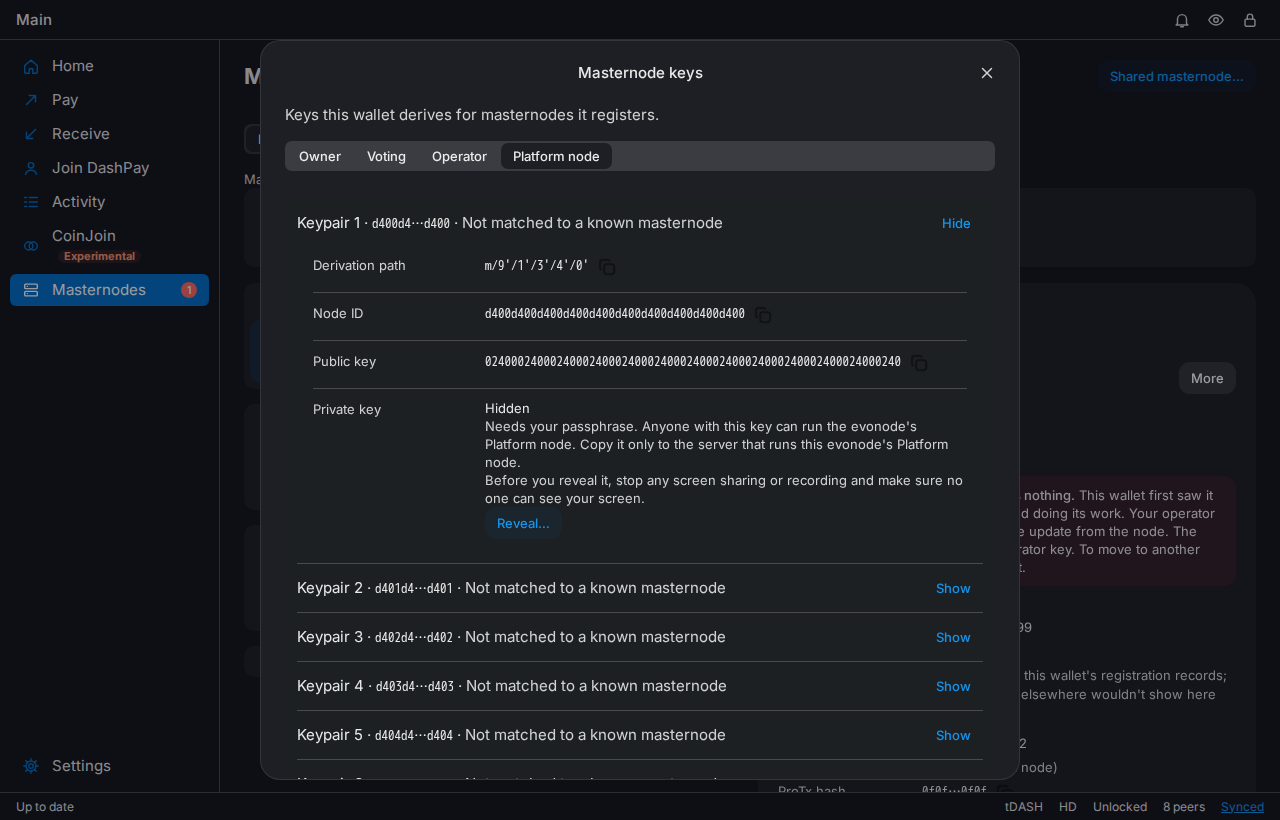 Main
Home
Pay
Receive
Join DashPay
Activity
CoinJoin
Experimental
Masternodes
1
Settings
Shared masternode...
Masternode keys
Keys this wallet derives for masternodes it registers.
Owner
Voting
Operator
Platform node
Keypair 1 · d400d4···d400 · Not matched to a known masternode
Hide
Derivation path
m/9'/1'/3'/4'/0'
Node ID
d400d400d400d400d400d400d400d400d400d400
Public key
0240002400024000240002400024000240002400024000240002400024000240
Private key
Hidden
Needs your passphrase. Anyone with this key can run the evonode's
Platform node. Copy it only to the server that runs this evonode's Platform
node.
Before you reveal it, stop any screen sharing or recording and make sure no
one can see your screen.
Reveal...
Keypair 2 · d401d4···d401 · Not matched to a known masternode
Show
Keypair 3 · d402d4···d402 · Not matched to a known masternode
Show
Keypair 4 · d403d4···d403 · Not matched to a known masternode
Show
Keypair 5 · d404d4···d404 · Not matched to a known masternode
Show
More
nothing. This wallet first saw it
doing its work. Your operator
update from the node. The
key. To move to another
99
this wallet's registration records;
elsewhere wouldn't show here
2
node)
ProTx hash
0f0f···0f0f
Up to date
tDASH
HD
Unlocked
8 peers
Synced